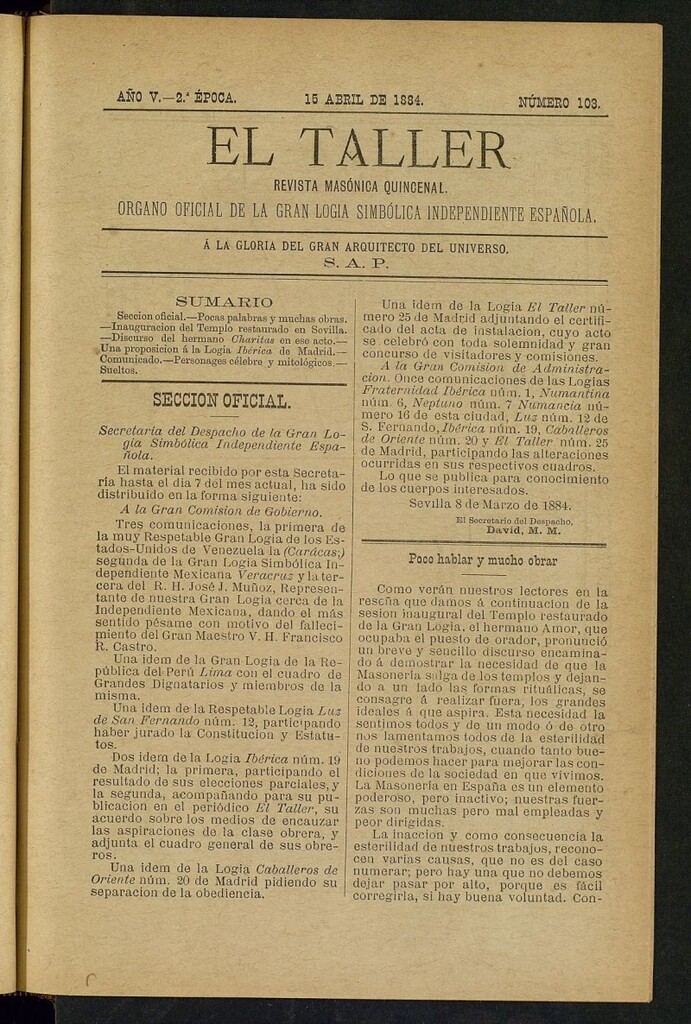 AÑO V.—2.ª ÉPOCA.
15 ABRIL DE 1884.
NÚMERO 103.
EL TALLER
REVISTA MASÓNICA QUINCENAL.
ORGANO OFICIAL DE LA GRAN LOGIA SIMBÓLICA INDEPENDIENTE ESPAÑOLA.
Á LA GLORIA DEL GRAN ARQUITECTO DEL UNIVERSO.
S. A. P.
SUMARIO
Seccion oficial.—Pocas palabras y muchas obras.
—Inauguracion del Templo restaurado en Sevilla.
—Discurso del hermano Charitas en ese acto.—
Una proposicion á la Logia Ibérica de Madrid.—
Comunicado.—Personages célebre y mitológicos.—
Sueltos.
SECCION OFICIAL.
Secretaria del Despacho de la Gran Lo-
gia Simbólica Independiente Espa-
ñola.
El material recibido por esta Secreta-
ría hasta el dia 7 del mes actual, ha sido
distribuido en la forma siguiente:
A la Gran Comision de Gobierno.
Tres comunicaciones, la primera de
la muy Respetable Gran Logia de los Es-
tados-Unidos de Venezuela la (Carácas;)
segunda de la Gran Logia Simbólica In-
dependiente Mexicana Veracruz y la ter-
cera del R. H. José J. Muñoz, Represen-
tante de nuestra Gran Logia cerca de la
Independiente Mexicana, dando el más
sentido pésame con motivo del falleci-
miento del Gran Maestro V. H. Francisco
R. Castro.
Una idem de la Gran Logia de la Re-
pública del Perú Lima con el cuadro de
Grandes Dignatarios y miembros de la
misma.
Una idem de la Respetable Logia Luz
de San Fernando núm. 12, participando
haber jurado la Constitucion y Estatu-
tos.
Dos idem de la Logia Ibérica núm. 19
de Madrid; la primera, participando el
resultado de sus elecciones parciales, y
la segunda, acompañando para su pu-
blicacion en el periódico El Taller, su
acuerdo sobre los medios de encauzar
las aspiraciones de la clase obrera, y
adjunta el cuadro general de sus obre-
ros.
Una idem de la Logia Caballeros de
Oriente núm. 20 de Madrid pidiendo su
separacion de la obediencia.
Una idem de la Logia El Taller nú-
mero 25 de Madrid adjuntando el certifi-
cado del acta de instalacion, cuyo acto
se celebró con toda solemnidad y gran
concurso de visitadores y comisiones.
A la Gran Comision de Administra-
cion. Once comunicaciones de las Logias
Fraternidad Ibérica núm. 1, Numantina
núm. 6, Neptuno núm. 7 Numancia nú-
mero 16 de esta ciudad, Luz núm. 12 de
S. Fernando, Ibérica núm. 19, Caballeros
de Oriente núm. 20 y El Taller núm. 25
de Madrid, participando las alteraciones
ocurridas en sus respectivos cuadros.
Lo que se publica para conocimiento
de los cuerpos interesados.
Sevilla 8 de Marzo de 1884.
El Secretario del Despacho,
David, M. M.
Poco hablar y mucho obrar
Como verán nuestros lectores en la
reseña que damos á continuacion de la
sesion inaugural del Templo restaurado
de la Gran Logia, el hermano Amor, que
ocupaba el puesto de orador, pronunció
un breve y sencillo discurso encamina-
do á demostrar la necesidad de que la
Masonería salga de los templos y dejan-
do a un lado las formas rituálicas, se
consagre á realizar fuera, los grandes
ideales á que aspira. Esta necesidad la
sentimos todos y de un modo ó de otro
nos lamentamos todos de la esterilidad
de nuestros trabajos, cuando tanto bue-
no podemos hacer para mejorar las con-
diciones de la sociedad en que vivimos.
La Masonería en España es un elemento
poderoso, pero inactivo; nuestras fuer-
zas son muchas pero mal empleadas y
peor dirigidas.
La inaccion y como consecuencia la
esterilidad de nuestros trabajos, recono-
cen varias causas, que no es del caso
numerar; pero hay una que no debemos
dejar pasar por alto, porque es fácil
corregirla, si hay buena voluntad. Con-